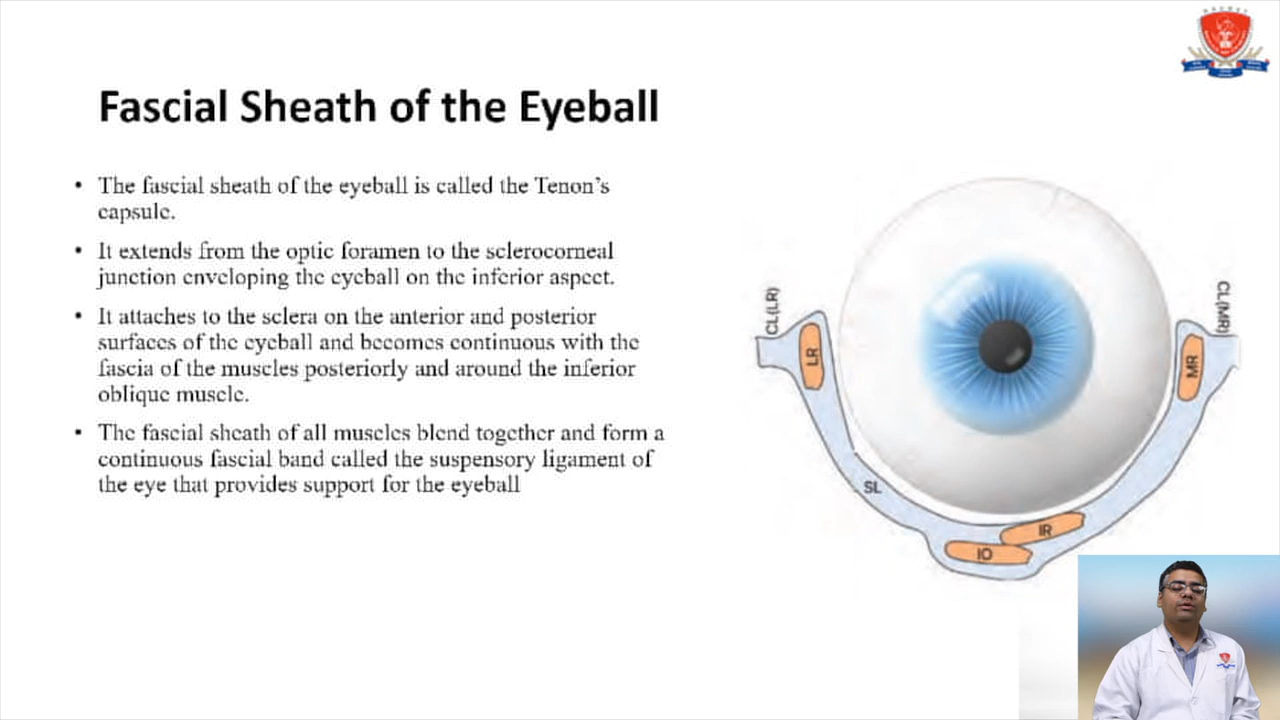 Fascial Sheath of the Eyeball
• The fascial sheath of the eyeball is called the Tenon's
capsule.
• It extends from the optic foramen to the sclerocorneal
junction enveloping the eyeball on the inferior aspect.
• It attaches to the sclera on the anterior and posterior
surfaces of the eyeball and becomes continuous with the
fascia of the muscles posteriorly and around the inferior
oblique muscle.
• The fascial sheath of all muscles blend together and form a
continuous fascial band called the suspensory ligament of
the eye that provides support for the eyeball
CL(LR)
LR
CL(MR)
MR
SL
IR
IO